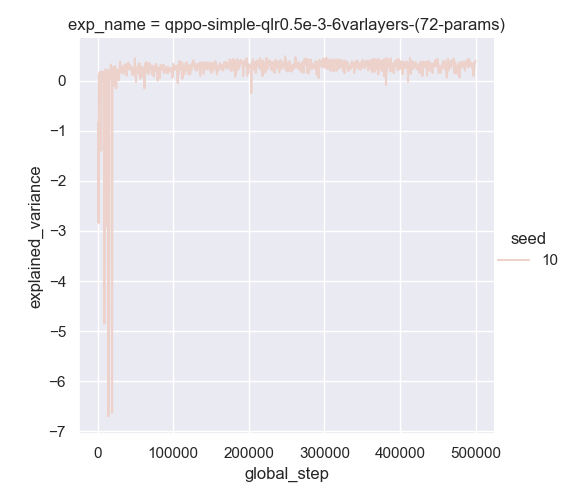 exp_name = qppo-simple-qlr0.5e-3-6varlayers-(72-params)
explained_variance
0
−1
−2
−3
−4
−5
−6
−7
0 100000 200000 300000 400000 500000
global_step
seed
10